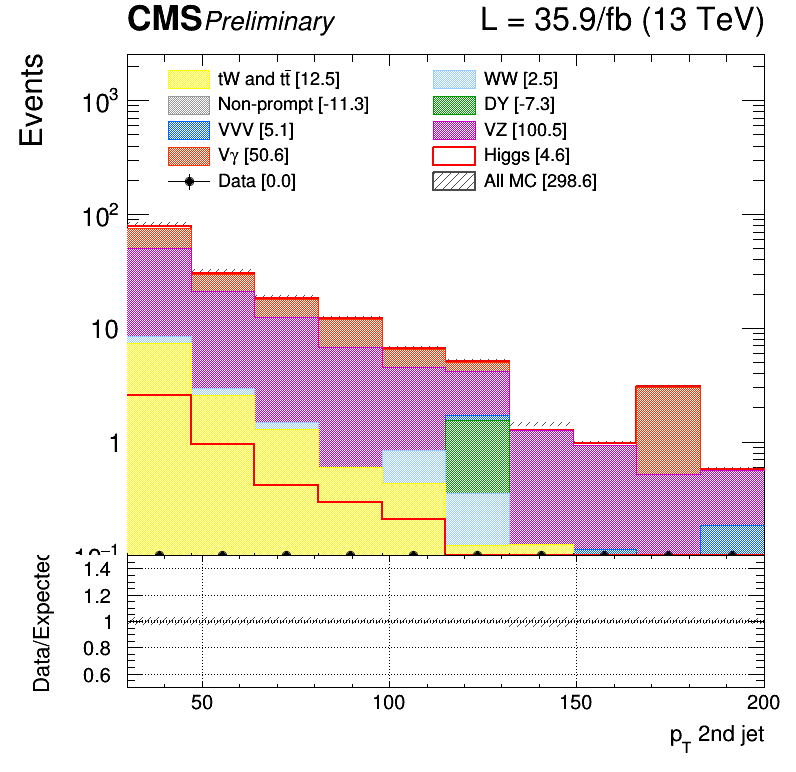 CMS Preliminary L = 35.9/fb (13 TeV)
Events
tW and tt̄ [12.5] WW [2.5]
Non-prompt [-11.3] DY [-7.3]
VVV [5.1] VZ [100.5]
Vγ [50.6] Higgs [4.6]
Data [0.0] All MC [298.6]
10³
10²
10
1
10⁻¹
Data/Expected
1.4
1.2
1
0.8
0.6
50 100 150 200
p_T 2nd jet